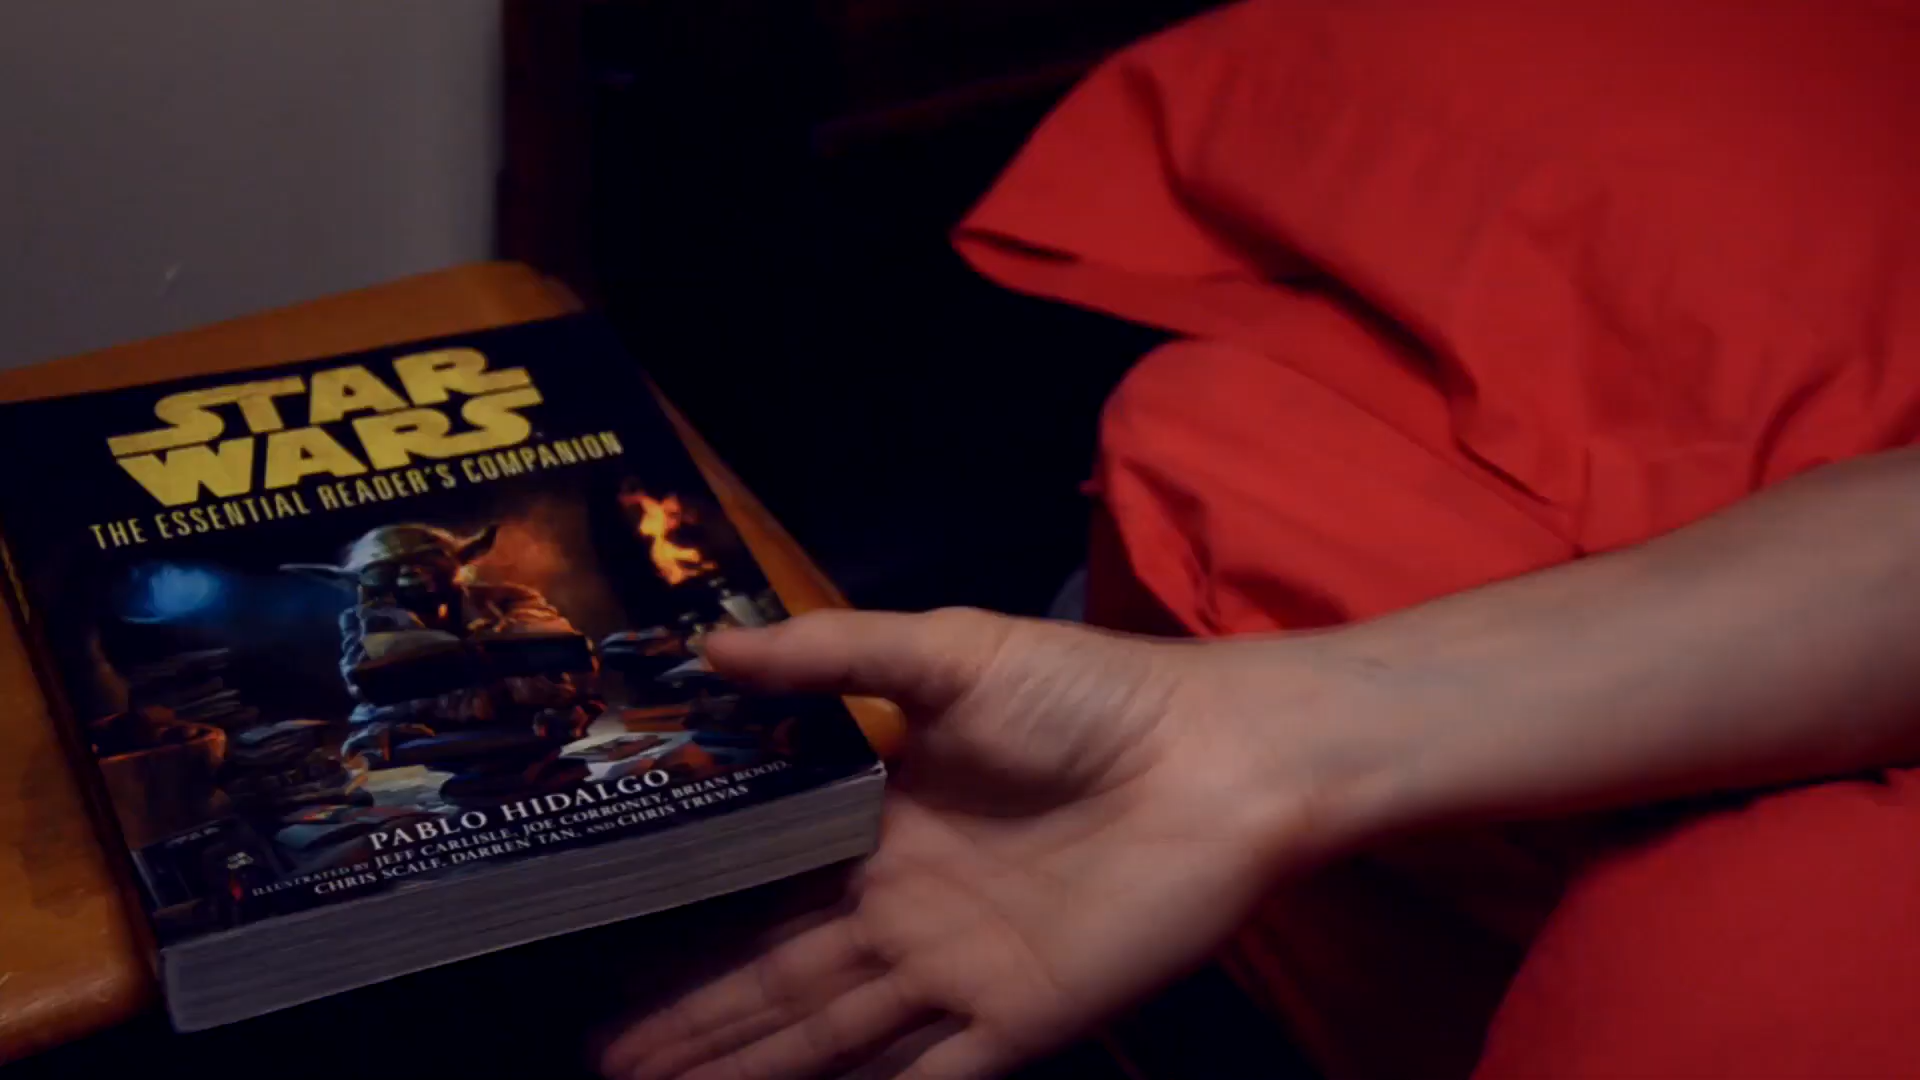 STAR
WARS
THE ESSENTIAL READER'S COMPANION
PABLO HIDALGO
ILLUSTRATED BY JEFF CARLISLE, JOE CORRONEY, BRIAN ROOD,
CHRIS SCALF, DARREN TAN, AND CHRIS TREVAS